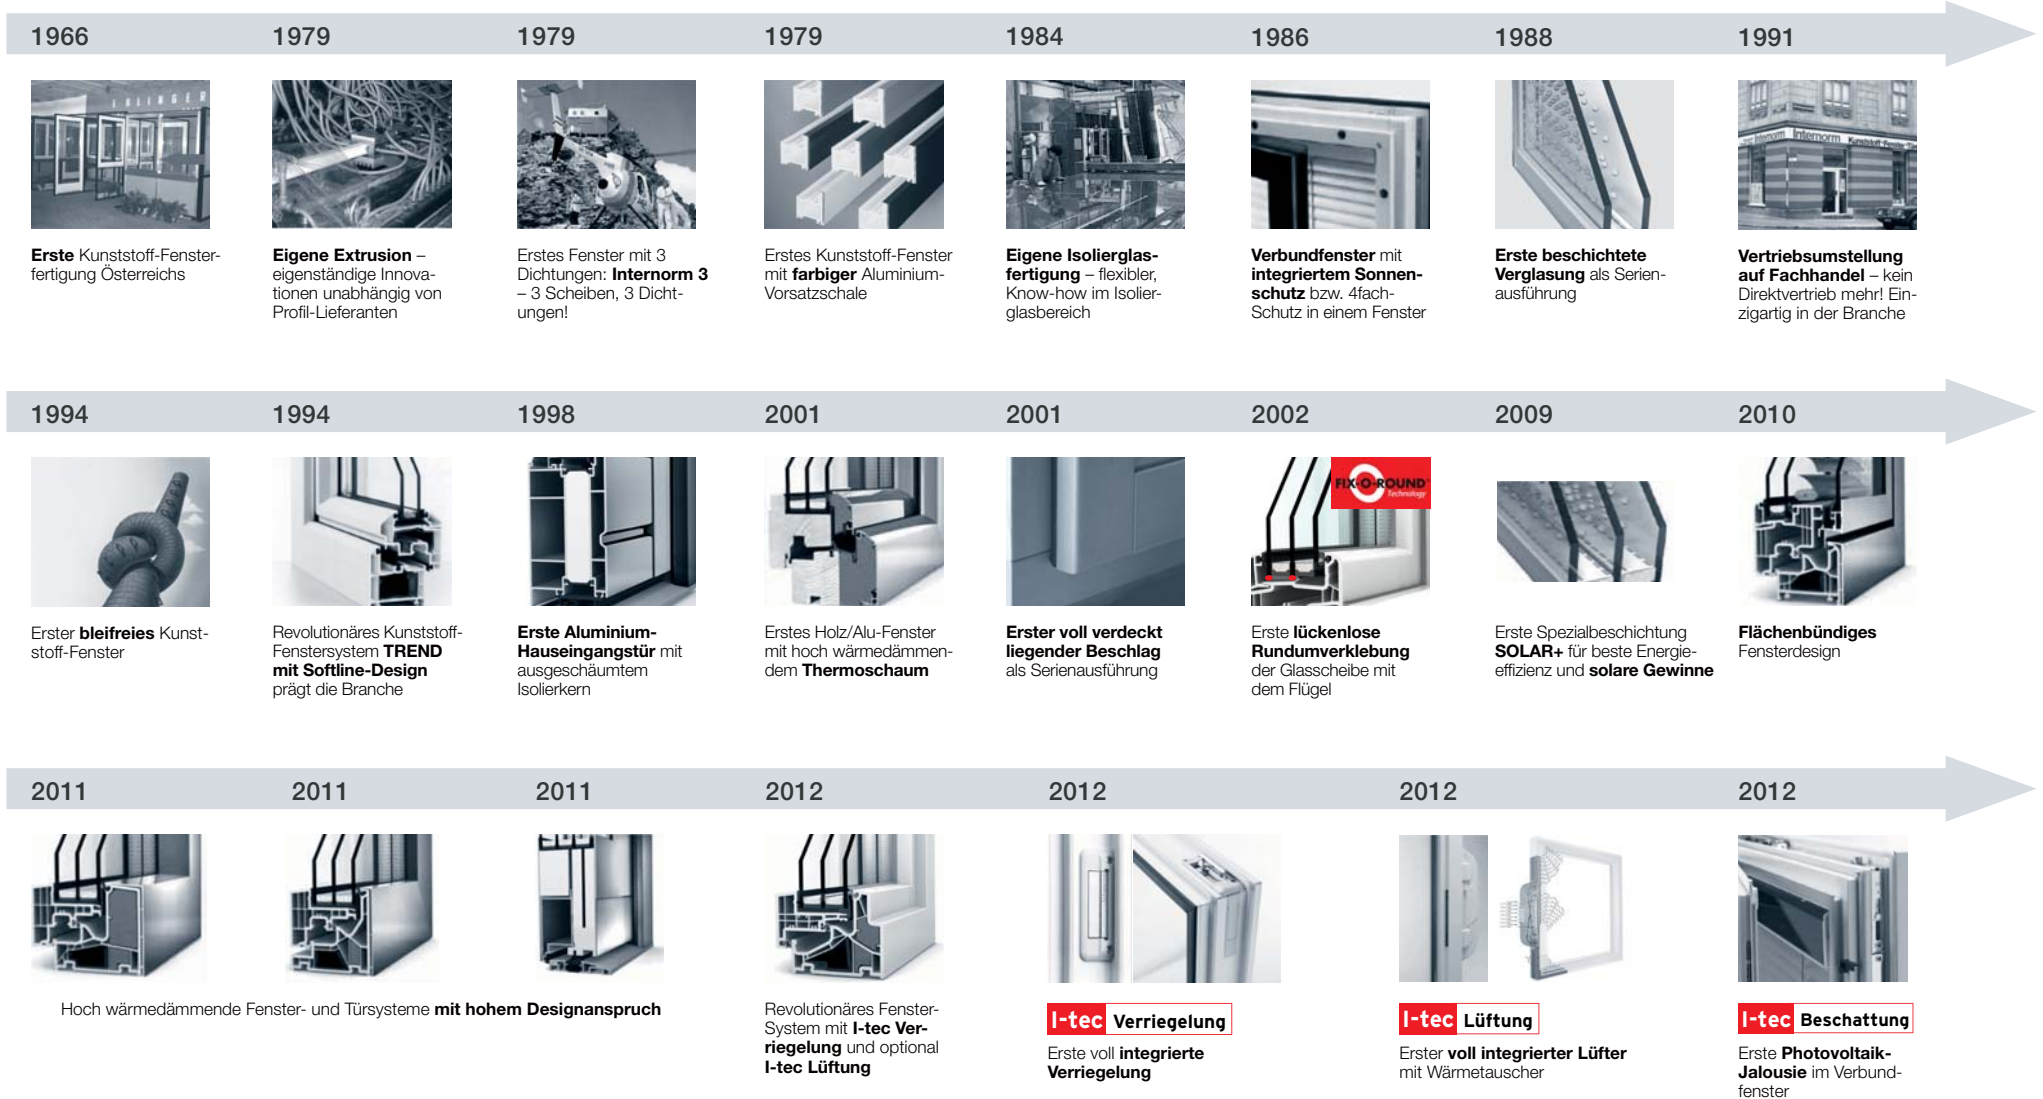 1966 1979 1979 1979 1984 1986 1988 1991
Erste Kunststoff-Fenster-
fertigung Österreichs
Eigene Extrusion –
eigenständige Innova-
tionen unabhängig von
Profil-Lieferanten
Erstes Fenster mit 3
Dichtungen: Internorm 3
– 3 Scheiben, 3 Dicht-
ungen!
Erstes Kunststoff-Fenster
mit farbiger Aluminium-
Vorsatzschale
Eigene Isolierglas-
fertigung – flexibler,
Know-how im Isolier-
glasbereich
Verbundfenster mit
integriertem Sonnen-
schutz bzw. 4fach-
Schutz in einem Fenster
Erste beschichtete
Verglasung als Serien-
ausführung
Internorm
Vertriebsumstellung
auf Fachhandel – kein
Direktvertrieb mehr! Ein-
zigartig in der Branche
1994 1994 1998 2001 2001 2002 2009 2010
Erster bleifreies Kunst-
stoff-Fenster
Revolutionäres Kunststoff-
Fenstersystem TREND
mit Softline-Design
prägt die Branche
Erste Aluminium-
Hauseingangstür mit
ausgeschäumtem
Isolierkern
Erstes Holz/Alu-Fenster
mit hoch wärmedämmen-
dem Thermoschaum
Erster voll verdeckt
liegender Beschlag
als Serienausführung
FIX-O-ROUND
Technology
Erste lückenlose
Rundumverklebung
der Glasscheibe mit
dem Flügel
Erste Spezialbeschichtung
SOLAR+ für beste Energie-
effizienz und solare Gewinne
Flächenbündiges
Fensterdesign
2011 2011 2011 2012 2012 2012 2012
Hoch wärmedämmende Fenster- und Türsysteme mit hohem Designanspruch
Revolutionäres Fenster-
System mit I-tec Ver-
riegelung und optional
I-tec Lüftung
I-tec Verriegelung
Erste voll integrierte
Verriegelung
I-tec Lüftung
Erster voll integrierter Lüfter
mit Wärmetauscher
I-tec Beschattung
Erste Photovoltaik-
Jalousie im Verbund-
fenster